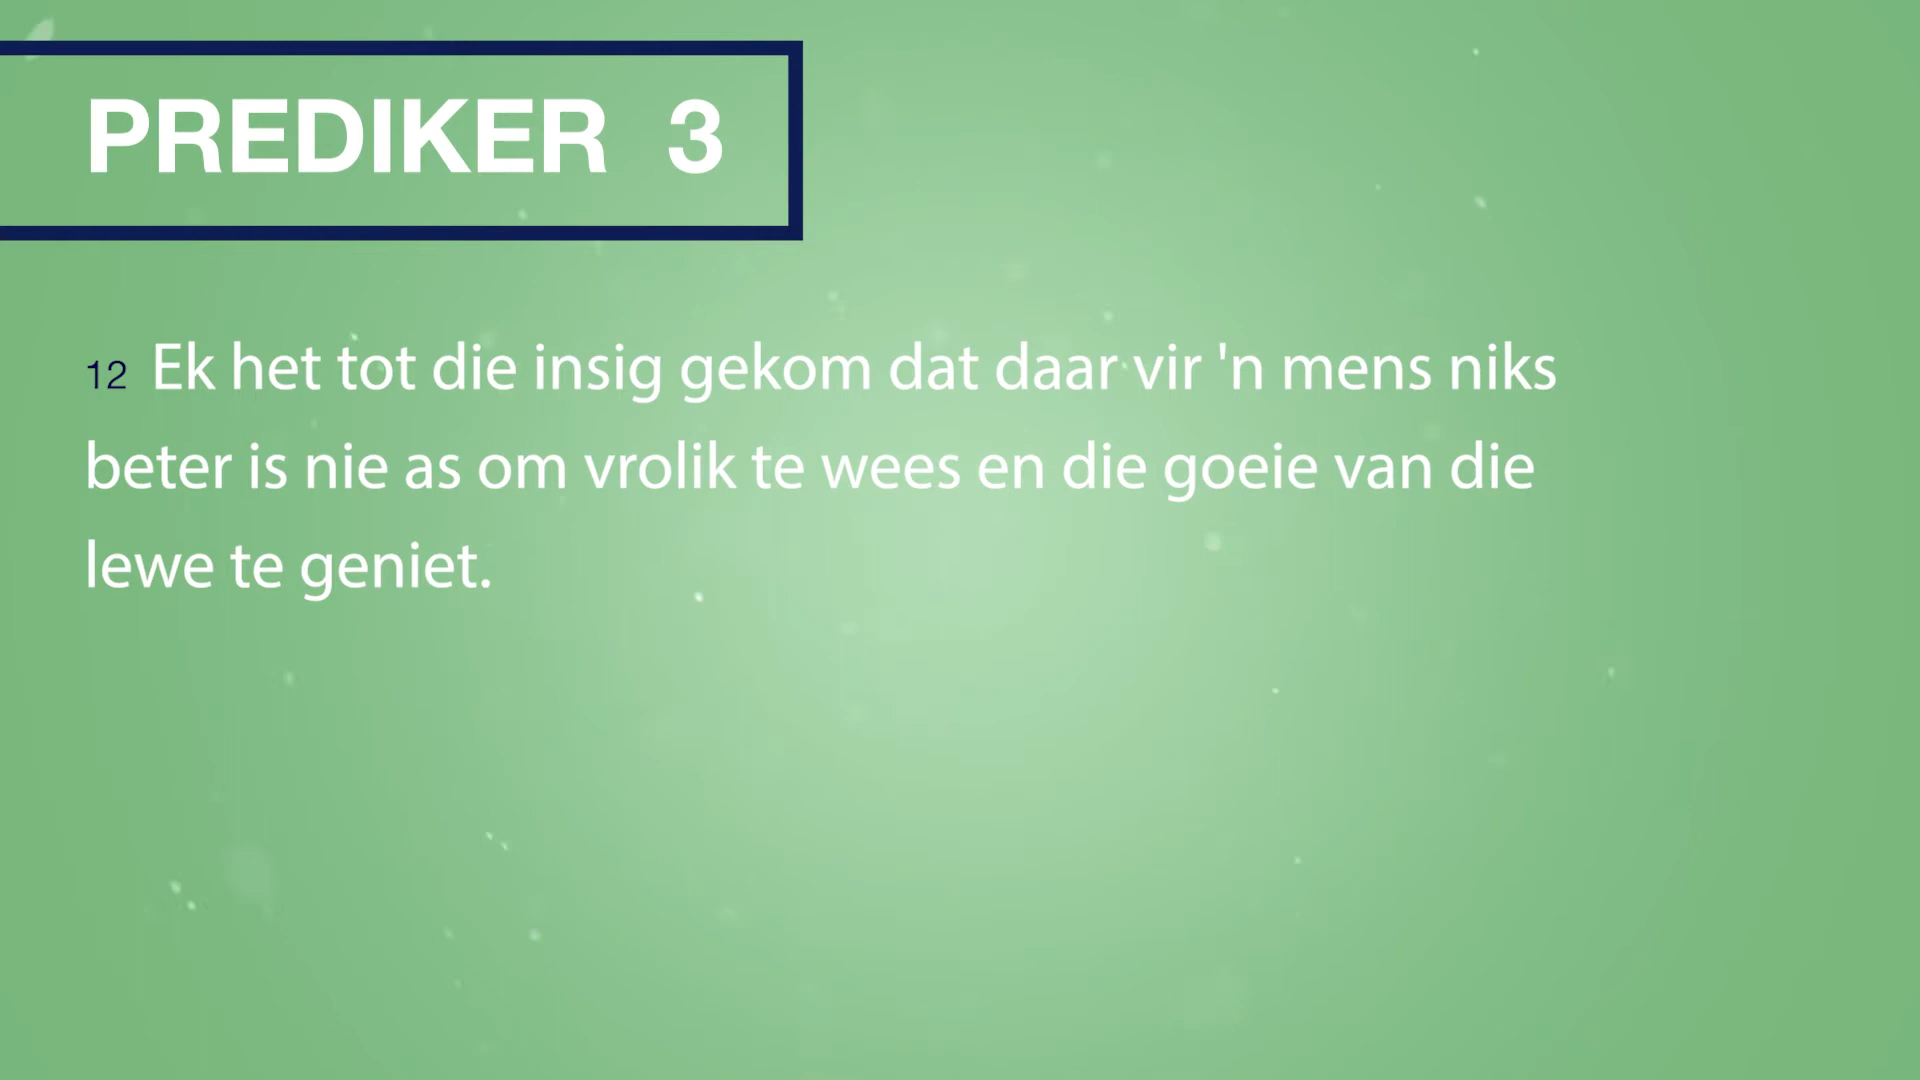 PREDIKER 3
12 Ek het tot die insig gekom dat daar vir 'n mens niks
beter is nie as om vrolik te wees en die goeie van die
lewe te geniet.